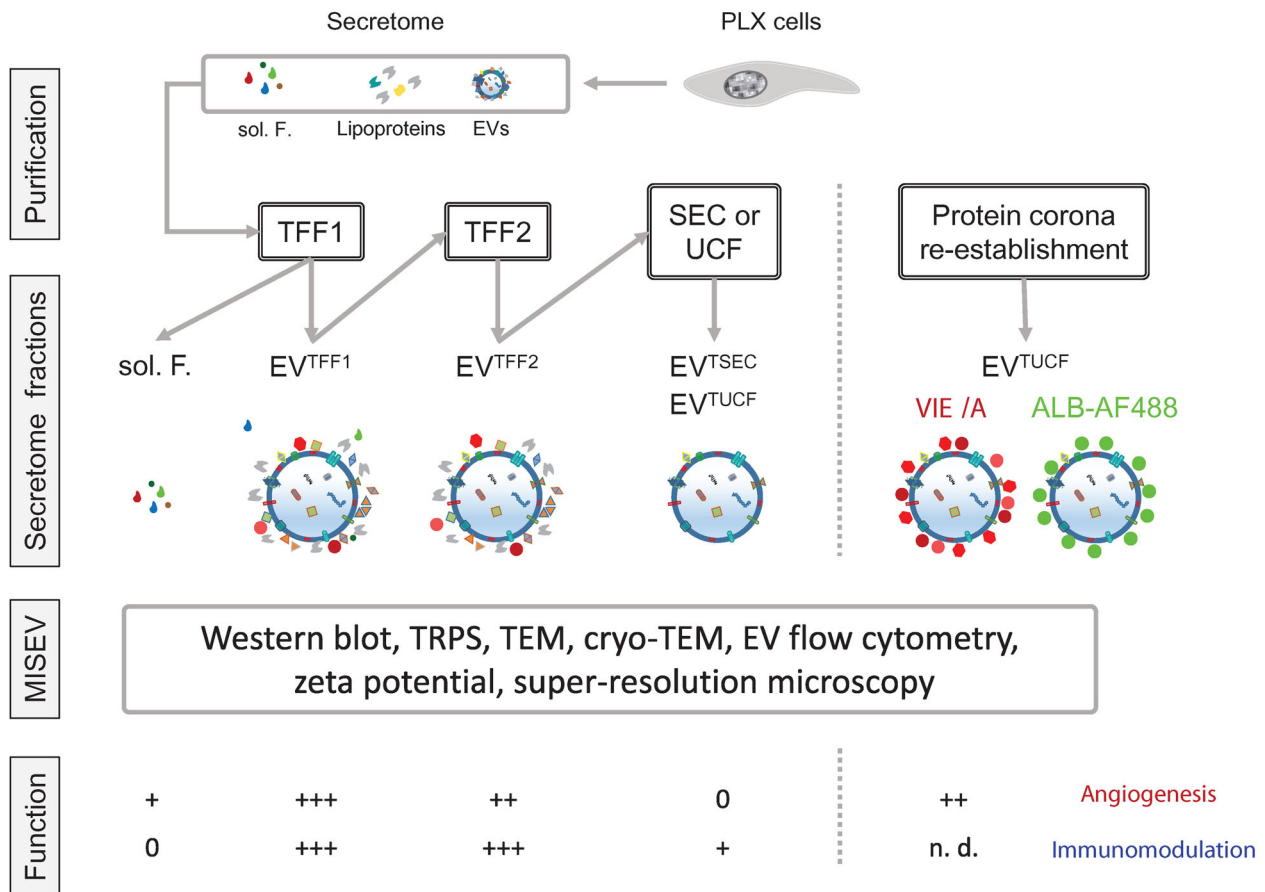 Secretome
PLX cells
sol. F.
Lipoproteins
EVs
Purification
TFF1
TFF2
SEC or
UCF
Protein corona
re-establishment
Secretome fractions
sol. F.
EVTFF1
EVTFF2
EVTSEC
EVTUCF
EVTUCF
VIE /A
ALB-AF488
MISEV
Western blot, TRPS, TEM, cryo-TEM, EV flow cytometry,
zeta potential, super-resolution microscopy
Function
+ +++ ++ 0 ++ Angiogenesis
0 +++ +++ + n. d. Immunomodulation